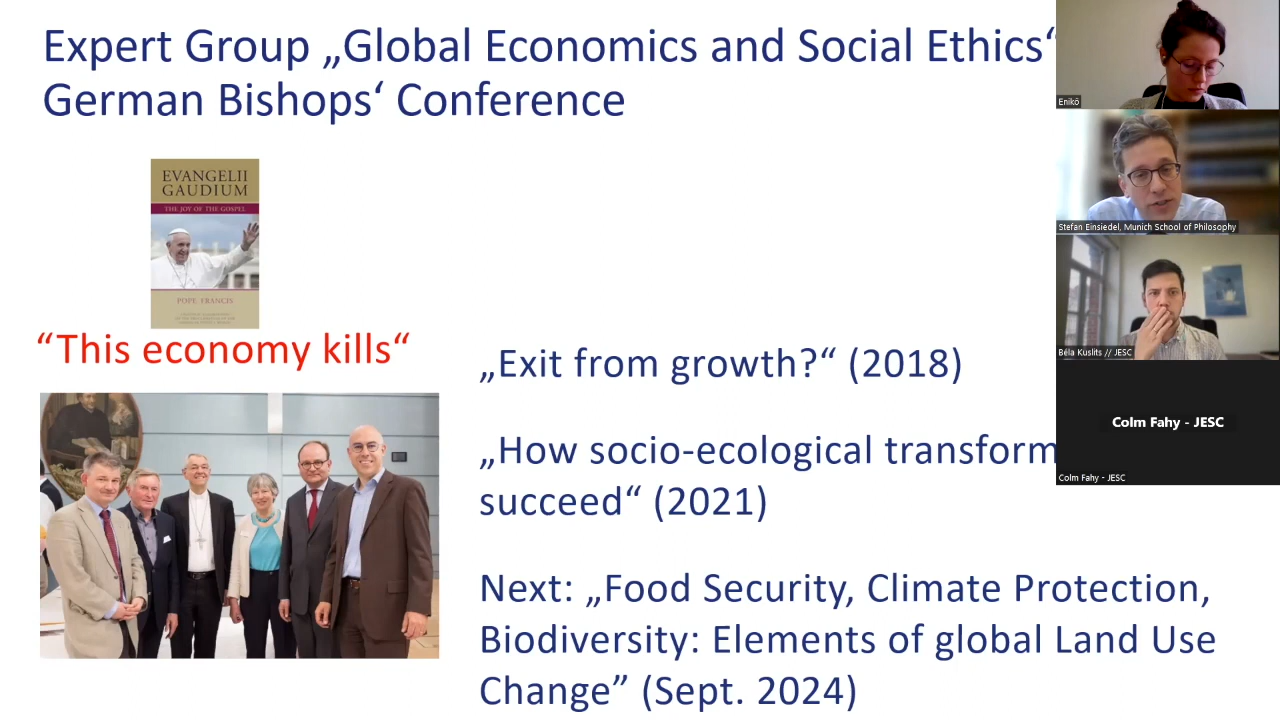 Expert Group „Global Economics and Social Ethics“
German Bishops‘ Conference
EVANGELII
GAUDIUM
THE JOY OF THE GOSPEL
POPE FRANCIS
“This economy kills“
„Exit from growth?“ (2018)
„How socio-ecological transform
succeed“ (2021)
Next: „Food Security, Climate Protection,
Biodiversity: Elements of global Land Use
Change” (Sept. 2024)
Enikö
Stefan Einsiedel, Munich School of Philosophy
Béla Kuslits // JESC
Colm Fahy - JESC
Colm Fahy - JESC